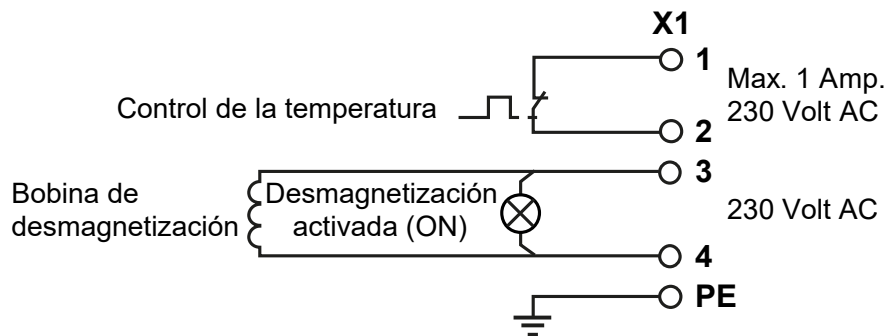 X1
1
Max. 1 Amp.
Control de la temperatura
230 Volt AC
2
3
Bobina de
desmagnetización
Desmagnetización
activada (ON)
230 Volt AC
4
PE